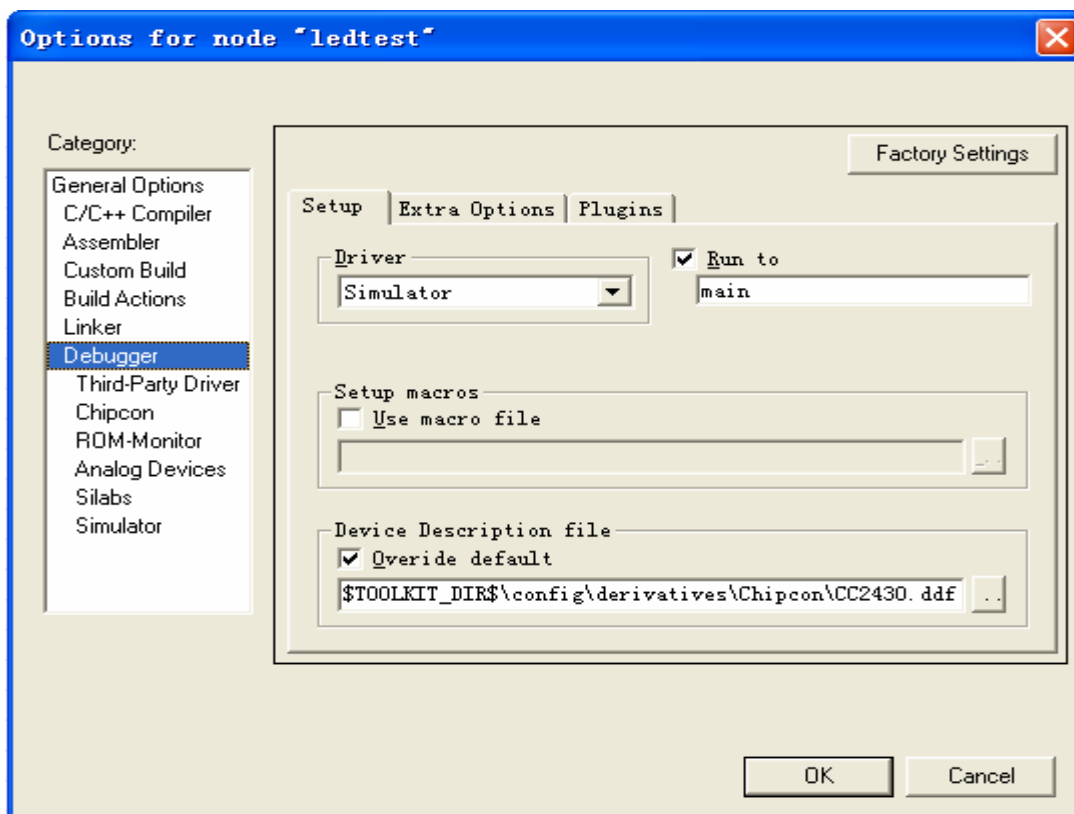 Options for node "ledtest"
Category:
Factory Settings
General Options
C/C++ Compiler
Assembler
Custom Build
Build Actions
Linker
Debugger
Third-Party Driver
Chipcon
ROM-Monitor
Analog Devices
Silabs
Simulator
Setup
Extra Options
Plugins
Driver
Simulator
Run to
main
Setup macros
Use macro file
...
Device Description file
Overide default
$TOOLKIT_DIR$\config\derivatives\Chipcon\CC2430.ddf
..
OK
Cancel